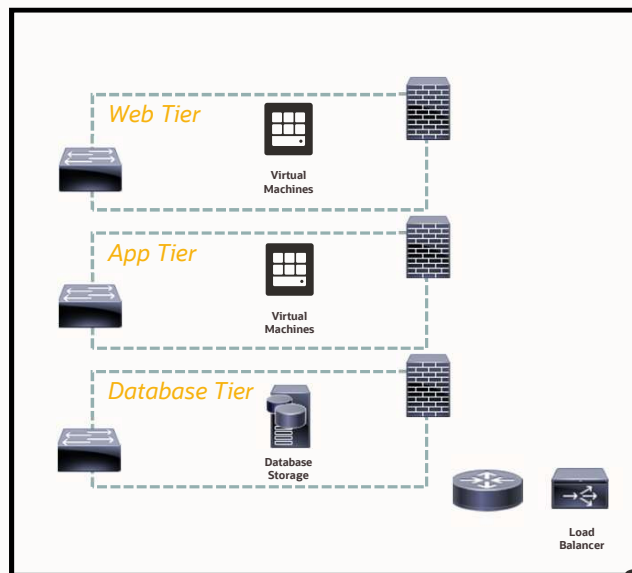 Web Tier
Virtual
Machines
App Tier
Virtual
Machines
Database Tier
Database
Storage
Load
Balancer